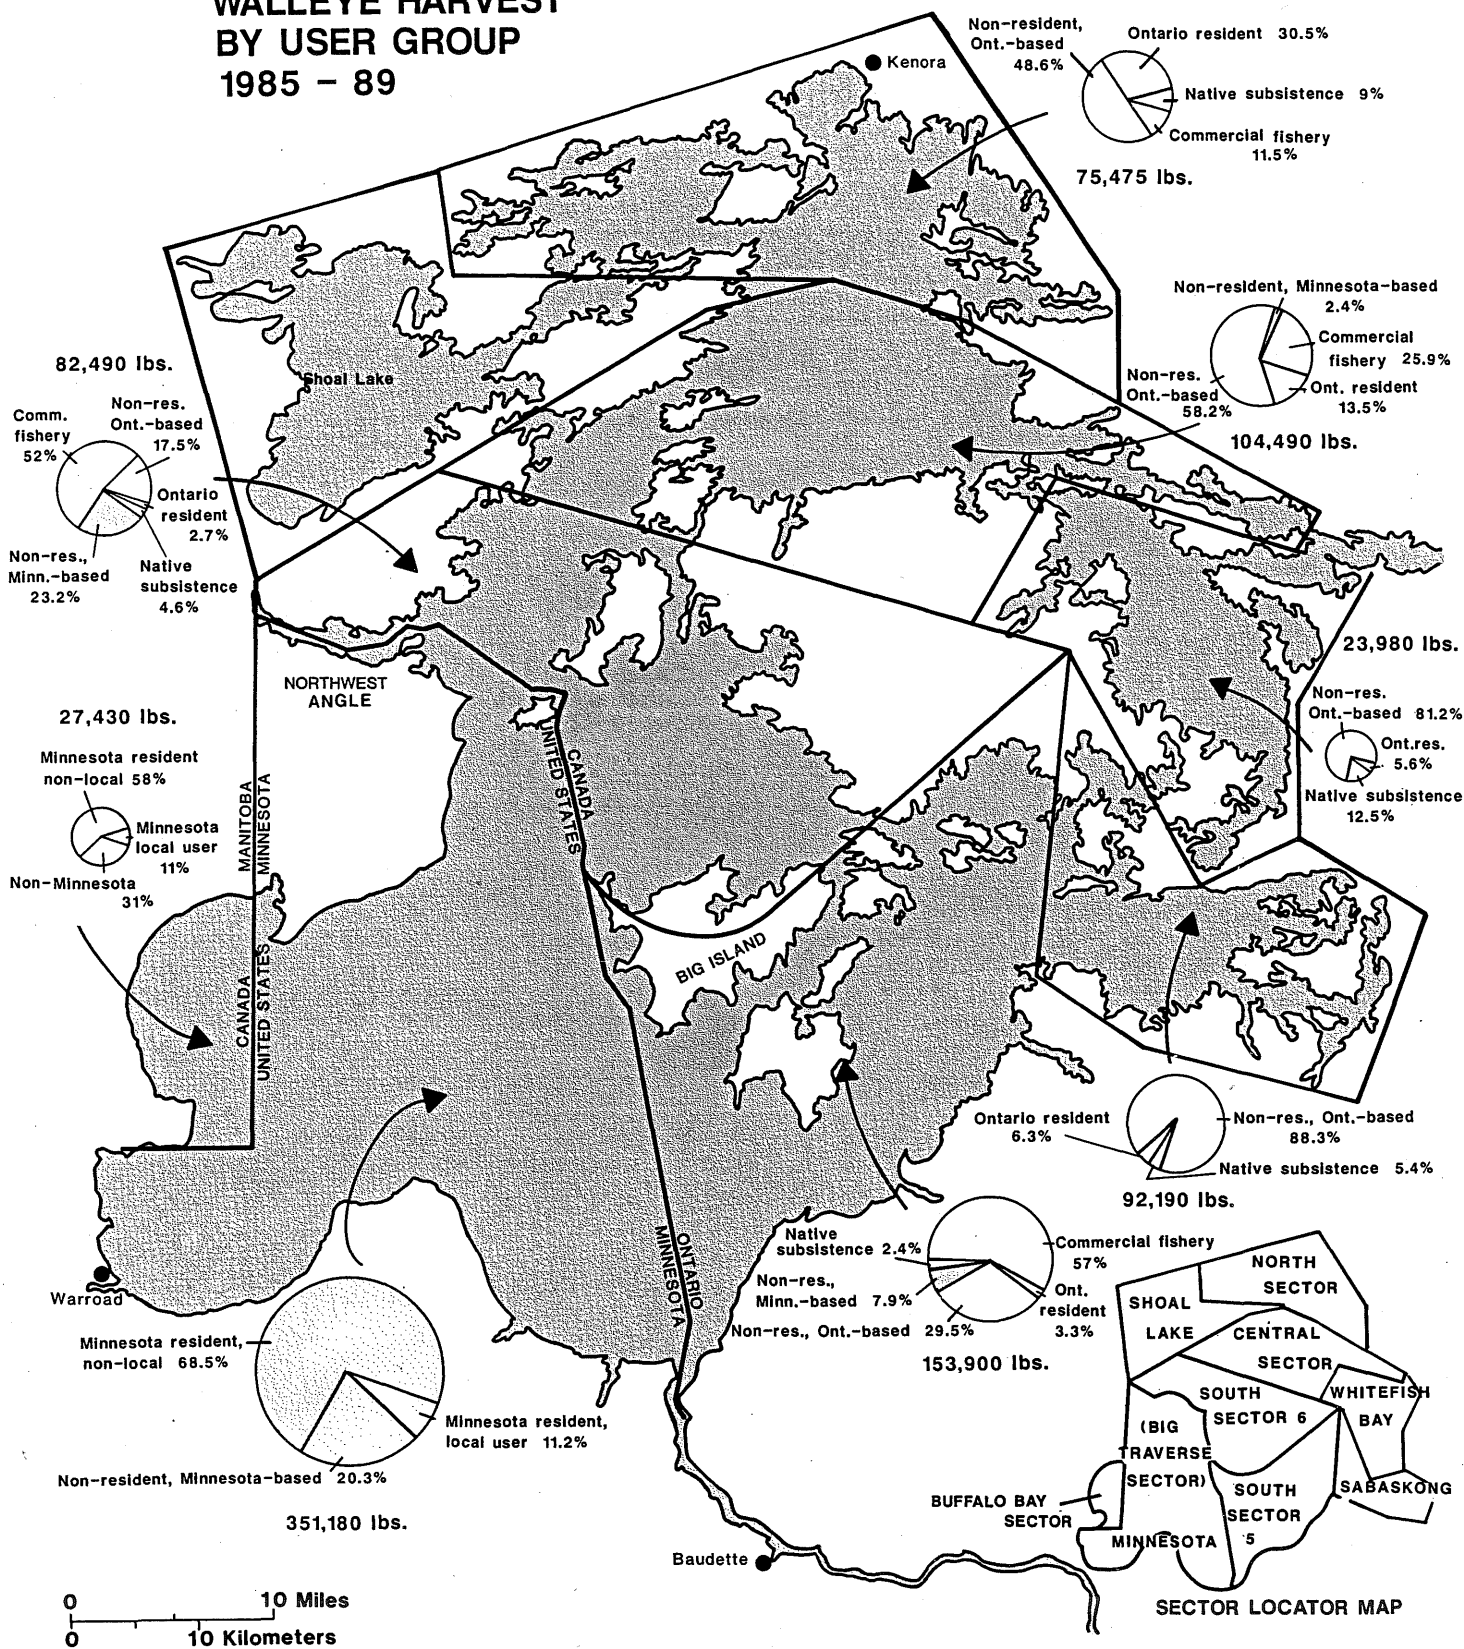 WALLEYE HARVEST
BY USER GROUP
1985 – 89
Kenora
Non-resident,
Ont.-based
48.6%
Ontario resident 30.5%
Native subsistence 9%
Commercial fishery
11.5%
75,475 lbs.
Non-resident, Minnesota-based
2.4%
Commercial
fishery 25.9%
Ont. resident
13.5%
Non-res.
Ont.-based
58.2%
104,490 lbs.
82,490 lbs.
Shoal Lake
Comm.
fishery
52%
Non-res.
Ont.-based
17.5%
Ontario
resident
2.7%
Native
subsistence
4.6%
Non-res.,
Minn.-based
23.2%
NORTHWEST
ANGLE
23,980 lbs.
Non-res.
Ont.-based 81.2%
Ont.res.
5.6%
Native subsistence
12.5%
27,430 lbs.
Minnesota resident
non-local 58%
Minnesota
local user
11%
Non-Minnesota
31%
MANITOBA
MINNESOTA
CANADA
UNITED STATES
CANADA
UNITED STATES
BIG ISLAND
Ontario resident
6.3%
Non-res., Ont.-based
88.3%
Native subsistence 5.4%
92,190 lbs.
ONTARIO
MINNESOTA
Native
subsistence 2.4%
Non-res.,
Minn.-based 7.9%
Non-res., Ont.-based 29.5%
Commercial fishery
57%
Ont.
resident
3.3%
153,900 lbs.
Warroad
Minnesota resident,
non-local 68.5%
Minnesota resident,
local user 11.2%
Non-resident, Minnesota-based 20.3%
351,180 lbs.
Baudette
0 10 Miles
0 10 Kilometers
NORTH
SECTOR
SHOAL
LAKE
CENTRAL
SECTOR
SOUTH
SECTOR 6
WHITEFISH
BAY
(BIG
TRAVERSE
SECTOR)
SABASKONG
BUFFALO BAY
SECTOR
SOUTH
SECTOR
5
MINNESOTA
SECTOR LOCATOR MAP